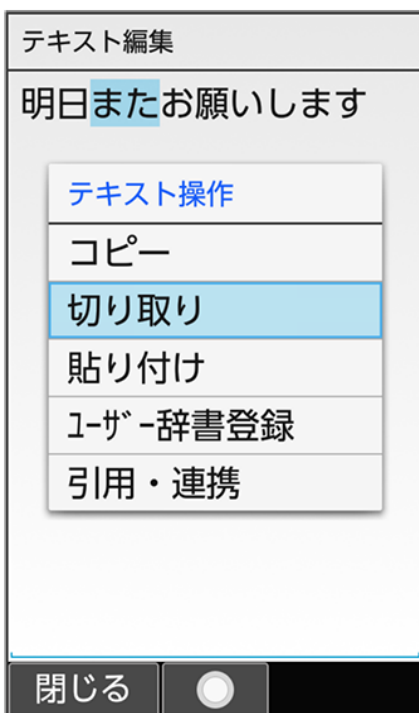 テキスト編集
明日またお願いします
テキスト操作
コピー
切り取り
貼り付け
ﾕｰｻﾞｰ辞書登録
引用・連携
閉じる